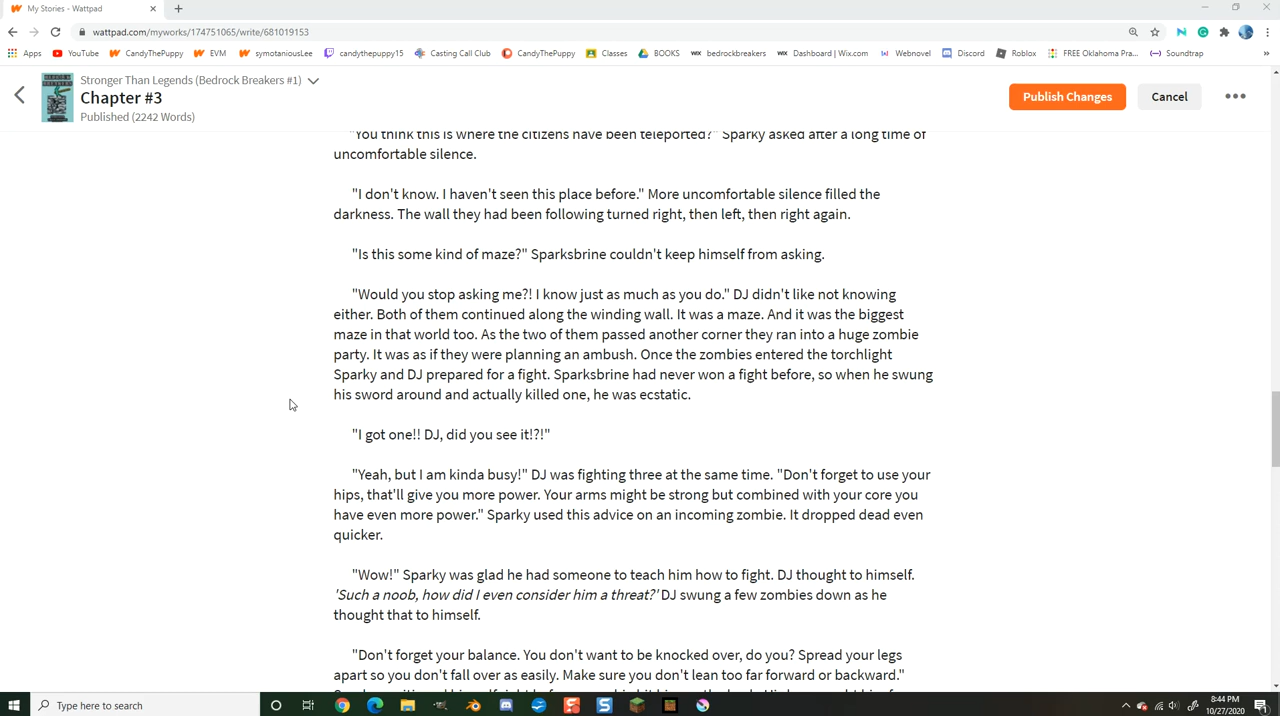 My Stories - Wattpad
wattpad.com/myworks/174751065/write/681019153
Apps YouTube CandyThePuppy EVM symotaniousLee candythepuppy15 Casting Call Club CandyThePuppy Classes BOOKS bedrockbreakers Dashboard | Wix.com Webnovel Discord Roblox FREE Oklahoma Pra... Soundtrap
Stronger Than Legends (Bedrock Breakers #1)
Chapter #3
Published (2242 Words)
Publish Changes
Cancel
"You think this is where the citizens have been teleported?" Sparky asked after a long time of
uncomfortable silence.
"I don't know. I haven't seen this place before." More uncomfortable silence filled the
darkness. The wall they had been following turned right, then left, then right again.
"Is this some kind of maze?" Sparksbrine couldn't keep himself from asking.
"Would you stop asking me?! I know just as much as you do." DJ didn't like not knowing
either. Both of them continued along the winding wall. It was a maze. And it was the biggest
maze in that world too. As the two of them passed another corner they ran into a huge zombie
party. It was as if they were planning an ambush. Once the zombies entered the torchlight
Sparky and DJ prepared for a fight. Sparksbrine had never won a fight before, so when he swung
his sword around and actually killed one, he was ecstatic.
"I got one!! DJ, did you see it!?!"
"Yeah, but I am kinda busy!" DJ was fighting three at the same time. "Don't forget to use your
hips, that'll give you more power. Your arms might be strong but combined with your core you
have even more power." Sparky used this advice on an incoming zombie. It dropped dead even
quicker.
"Wow!" Sparky was glad he had someone to teach him how to fight. DJ thought to himself.
'Such a noob, how did I even consider him a threat?' DJ swung a few zombies down as he
thought that to himself.
"Don't forget your balance. You don't want to be knocked over, do you? Spread your legs
apart so you don't fall over as easily. Make sure you don't lean too far forward or backward."
Type here to search
8:44 PM
10/27/2020